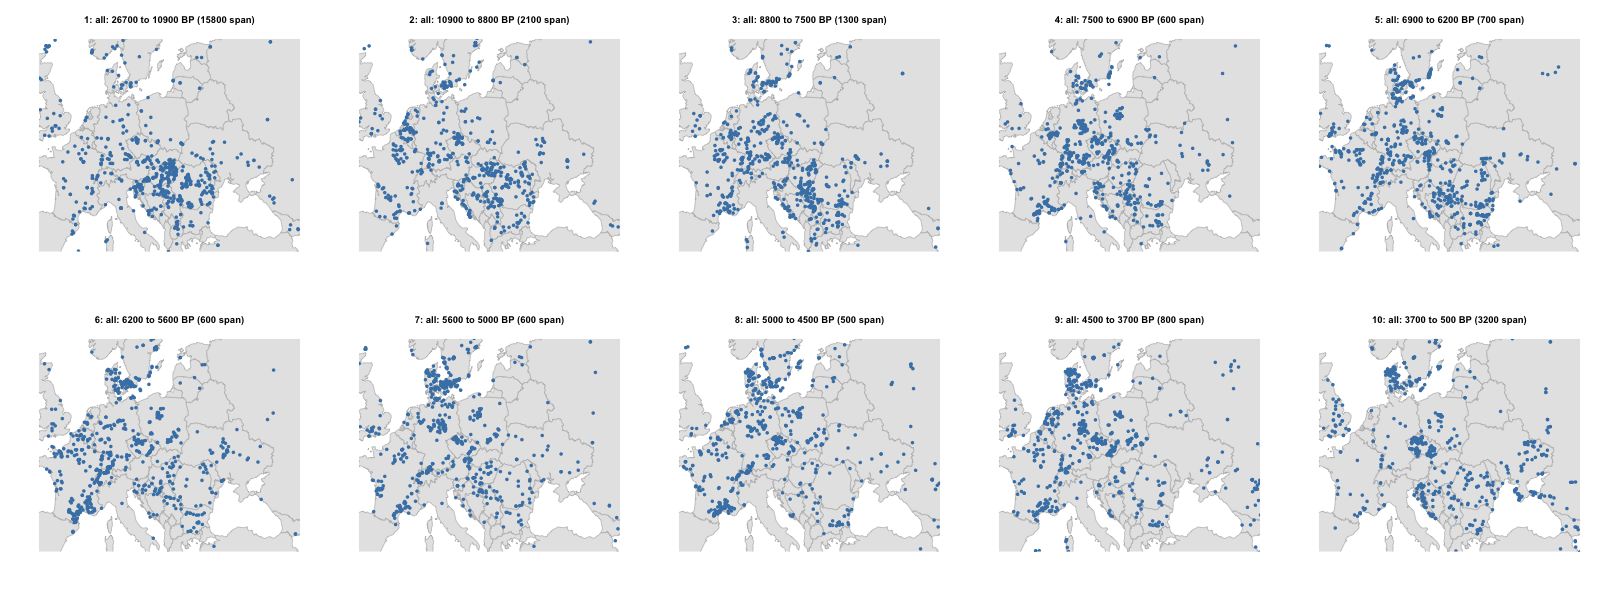 1: all: 26700 to 10900 BP (15800 span)
2: all: 10900 to 8800 BP (2100 span)
3: all: 8800 to 7500 BP (1300 span)
4: all: 7500 to 6900 BP (600 span)
5: all: 6900 to 6200 BP (700 span)
6: all: 6200 to 5600 BP (600 span)
7: all: 5600 to 5000 BP (600 span)
8: all: 5000 to 4500 BP (500 span)
9: all: 4500 to 3700 BP (800 span)
10: all: 3700 to 500 BP (3200 span)